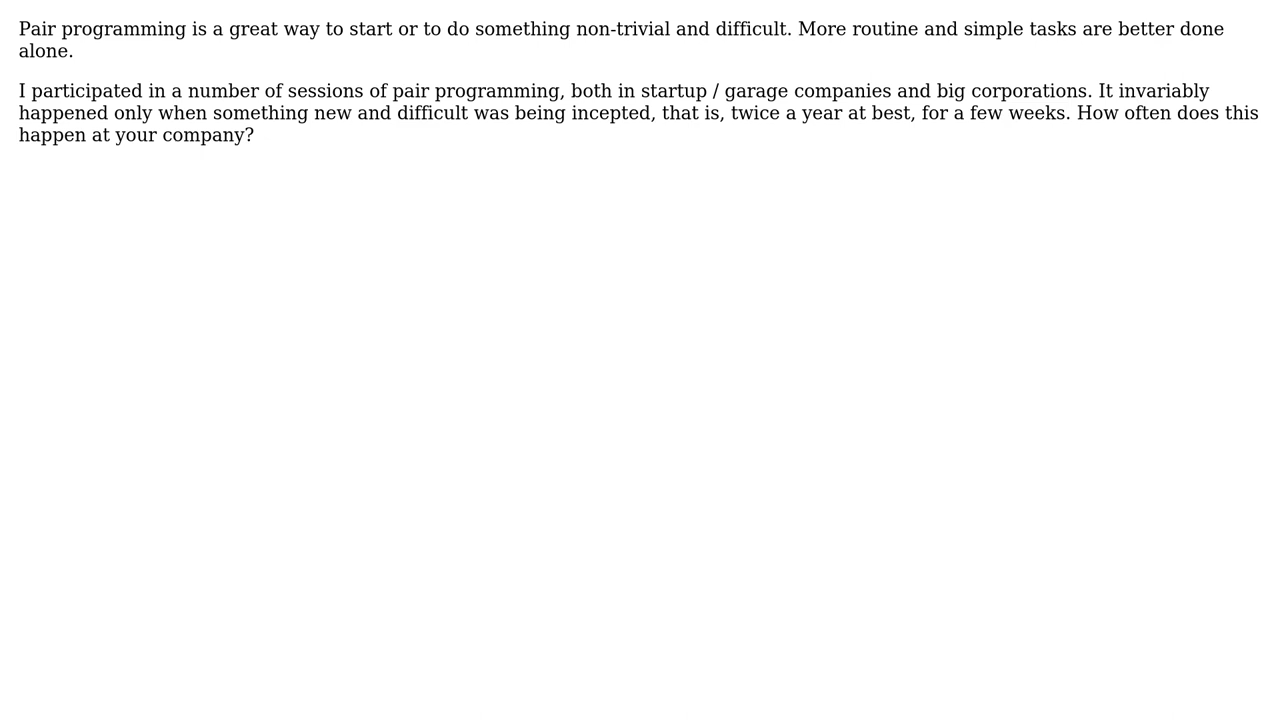 Pair programming is a great way to start or to do something non-trivial and difficult. More routine and simple tasks are better done
alone.
I participated in a number of sessions of pair programming, both in startup / garage companies and big corporations. It invariably
happened only when something new and difficult was being incepted, that is, twice a year at best, for a few weeks. How often does this
happen at your company?